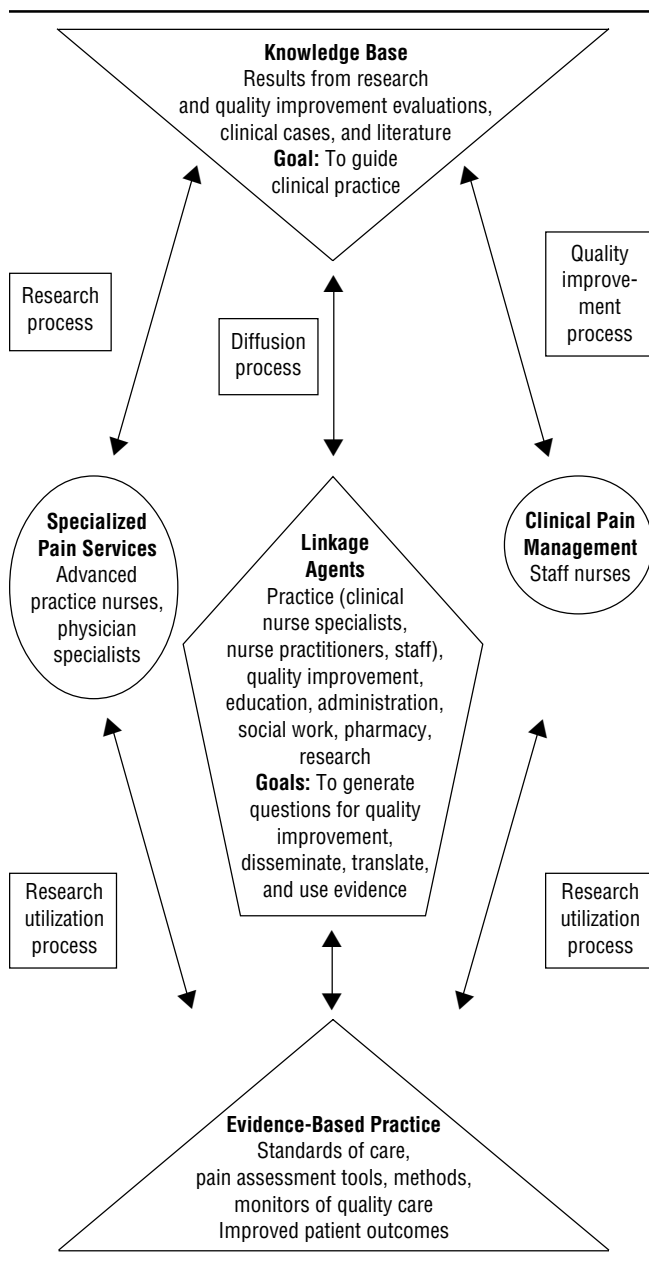 Knowledge Base
Results from research
and quality improvement evaluations,
clinical cases, and literature
Goal: To guide
clinical practice
Research
process
Diffusion
process
Quality
improve-
ment
process
Specialized
Pain Services
Advanced
practice nurses,
physician
specialists
Linkage
Agents
Practice (clinical
nurse specialists,
nurse practitioners, staff),
quality improvement,
education, administration,
social work, pharmacy,
research
Goals: To generate
questions for quality
improvement,
disseminate, translate,
and use evidence
Clinical Pain
Management
Staff nurses
Research
utilization
process
Research
utilization
process
Evidence-Based Practice
Standards of care,
pain assessment tools, methods,
monitors of quality care
Improved patient outcomes